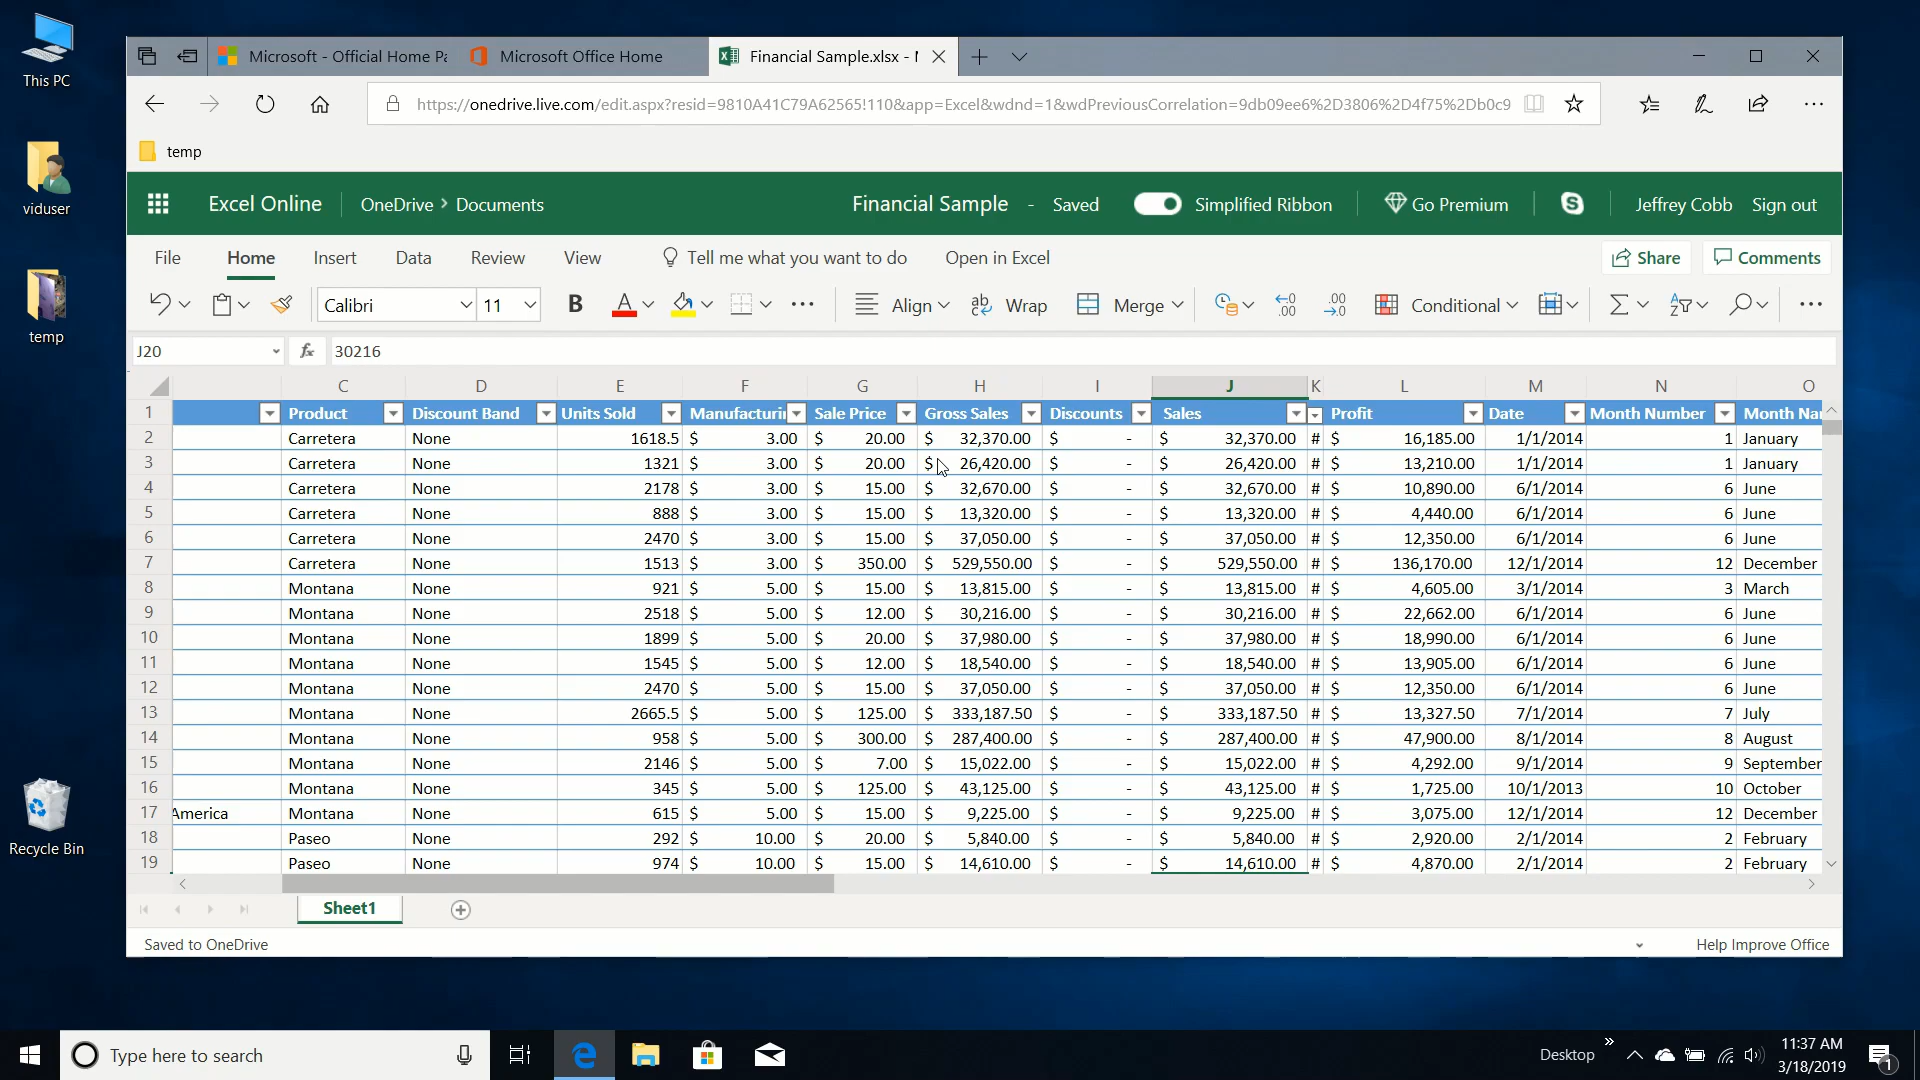 This PC
viduser
temp
Recycle Bin
Microsoft - Official Home Pa
Microsoft Office Home
Financial Sample.xlsx - M
https://onedrive.live.com/edit.aspx?resid=9810A41C79A62565!110&app=Excel&wdnd=1&wdPreviousCorrelation=9db09ee6%2D3806%2D4f75%2Db0c9
temp
Excel Online OneDrive > Documents Financial Sample - Saved Simplified Ribbon Go Premium Jeffrey Cobb Sign out
File Home Insert Data Review View Tell me what you want to do Open in Excel Share Comments
Calibri 11 B A Align ab c Wrap Merge .00 .00 Conditional
J20 fx 30216
C D E F G H I J K L M N O
1 Product Discount Band Units Sold Manufacturin Sale Price Gross Sales Discounts Sales Profit Date Month Number Month Na
2 Carretera None 1618.5 $ 3.00 $ 20.00 $ 32,370.00 $ - $ 32,370.00 # $ 16,185.00 1/1/2014 1 January
3 Carretera None 1321 $ 3.00 $ 20.00 $ 26,420.00 $ - $ 26,420.00 # $ 13,210.00 1/1/2014 1 January
4 Carretera None 2178 $ 3.00 $ 15.00 $ 32,670.00 $ - $ 32,670.00 # $ 10,890.00 6/1/2014 6 June
5 Carretera None 888 $ 3.00 $ 15.00 $ 13,320.00 $ - $ 13,320.00 # $ 4,440.00 6/1/2014 6 June
6 Carretera None 2470 $ 3.00 $ 15.00 $ 37,050.00 $ - $ 37,050.00 # $ 12,350.00 6/1/2014 6 June
7 Carretera None 1513 $ 3.00 $ 350.00 $ 529,550.00 $ - $ 529,550.00 # $ 136,170.00 12/1/2014 12 December
8 Montana None 921 $ 5.00 $ 15.00 $ 13,815.00 $ - $ 13,815.00 # $ 4,605.00 3/1/2014 3 March
9 Montana None 2518 $ 5.00 $ 12.00 $ 30,216.00 $ - $ 30,216.00 # $ 22,662.00 6/1/2014 6 June
10 Montana None 1899 $ 5.00 $ 20.00 $ 37,980.00 $ - $ 37,980.00 # $ 18,990.00 6/1/2014 6 June
11 Montana None 1545 $ 5.00 $ 12.00 $ 18,540.00 $ - $ 18,540.00 # $ 13,905.00 6/1/2014 6 June
12 Montana None 2470 $ 5.00 $ 15.00 $ 37,050.00 $ - $ 37,050.00 # $ 12,350.00 6/1/2014 6 June
13 Montana None 2665.5 $ 5.00 $ 125.00 $ 333,187.50 $ - $ 333,187.50 # $ 13,327.50 7/1/2014 7 July
14 Montana None 958 $ 5.00 $ 300.00 $ 287,400.00 $ - $ 287,400.00 # $ 47,900.00 8/1/2014 8 August
15 Montana None 2146 $ 5.00 $ 7.00 $ 15,022.00 $ - $ 15,022.00 # $ 4,292.00 9/1/2014 9 September
16 Montana None 345 $ 5.00 $ 125.00 $ 43,125.00 $ - $ 43,125.00 # $ 1,725.00 10/1/2013 10 October
17 America Montana None 615 $ 5.00 $ 15.00 $ 9,225.00 $ - $ 9,225.00 # $ 3,075.00 12/1/2014 12 December
18 Paseo None 292 $ 10.00 $ 20.00 $ 5,840.00 $ - $ 5,840.00 # $ 2,920.00 2/1/2014 2 February
19 Paseo None 974 $ 10.00 $ 15.00 $ 14,610.00 $ - $ 14,610.00 # $ 4,870.00 2/1/2014 2 February
Sheet1
Saved to OneDrive Help Improve Office
Type here to search
Desktop
11:37 AM
3/18/2019
1